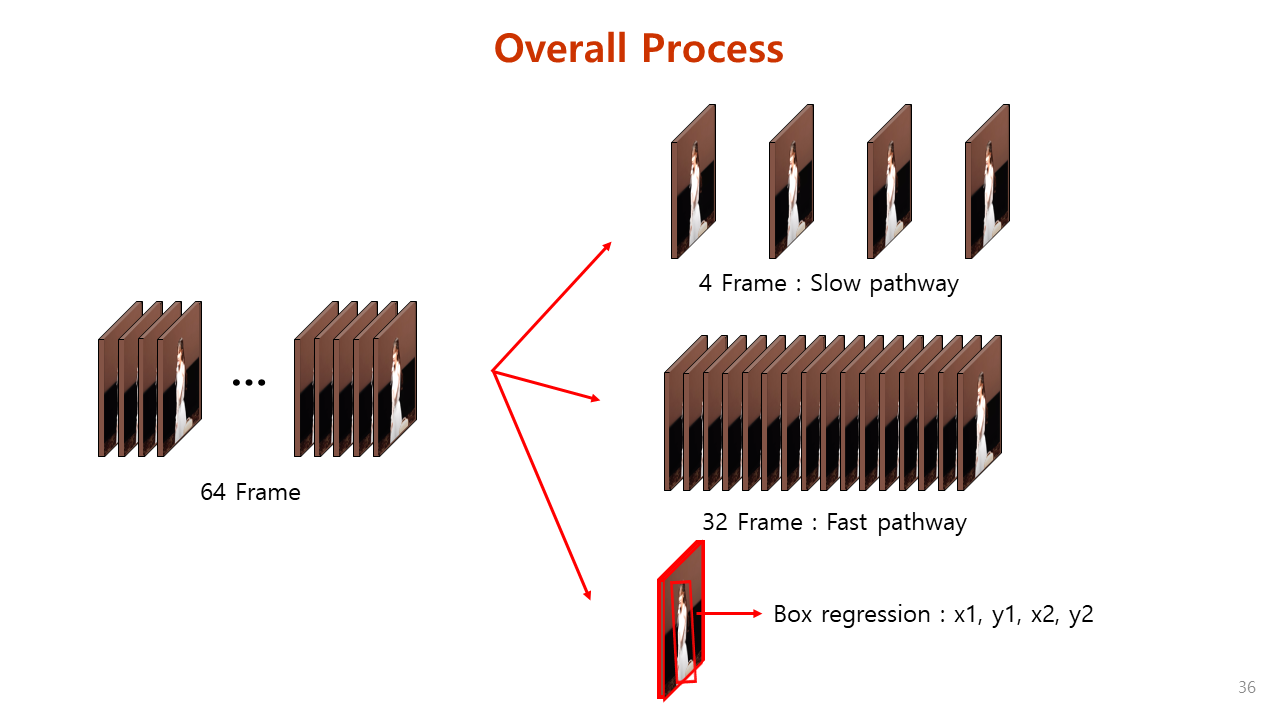 Overall Process
4 Frame : Slow pathway
...
64 Frame
32 Frame : Fast pathway
Box regression : x1, y1, x2, y2
36